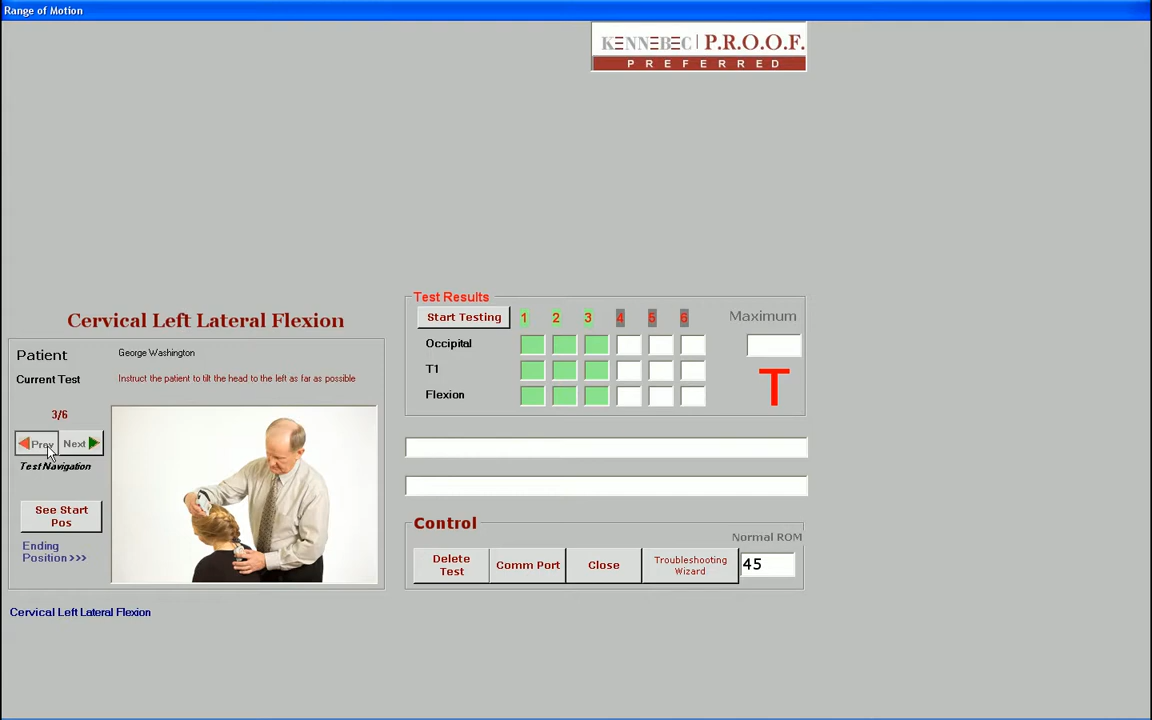 Range of Motion
KENNEBEC | P.R.O.O.F.
PREFERRED
Cervical Left Lateral Flexion
Patient
George Washington
Current Test
Instruct the patient to tilt the head to the left as far as possible
3/6
Prev
Next
Test Navigation
See Start
Pos
Ending
Position >>>
Cervical Left Lateral Flexion
Test Results
Start Testing
1 2 3 4 5 6
Maximum
Occipital
T1
Flexion
T
Control
Normal ROM
Delete
Test
Comm Port
Close
Troubleshooting
Wizard
45